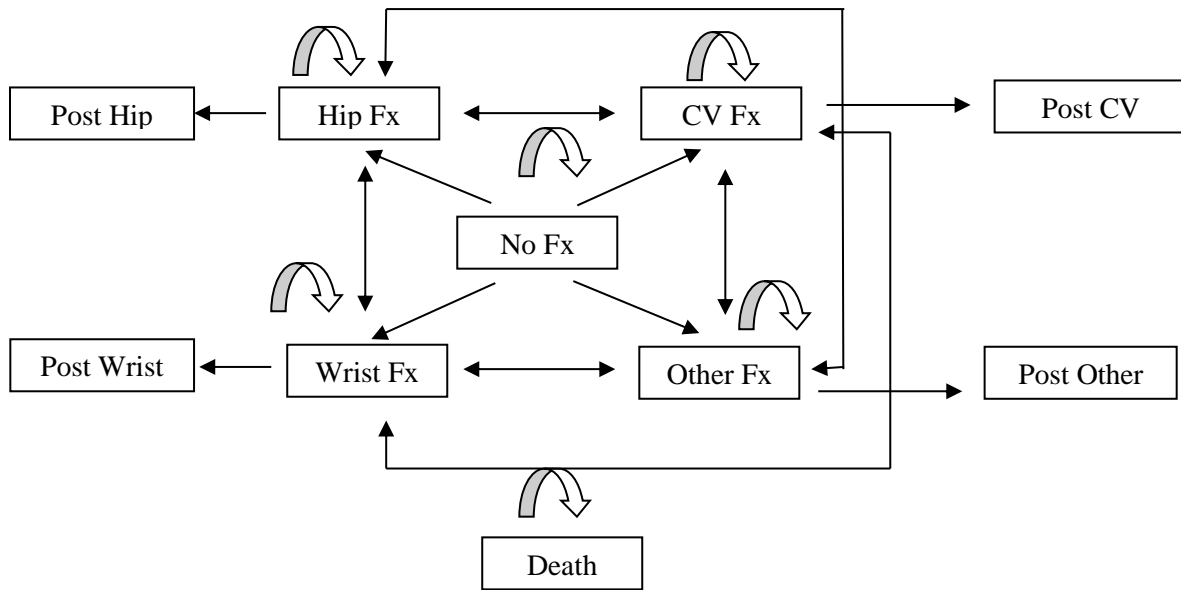 Post Hip
Hip Fx
CV Fx
Post CV
No Fx
Post Wrist
Wrist Fx
Other Fx
Post Other
Death